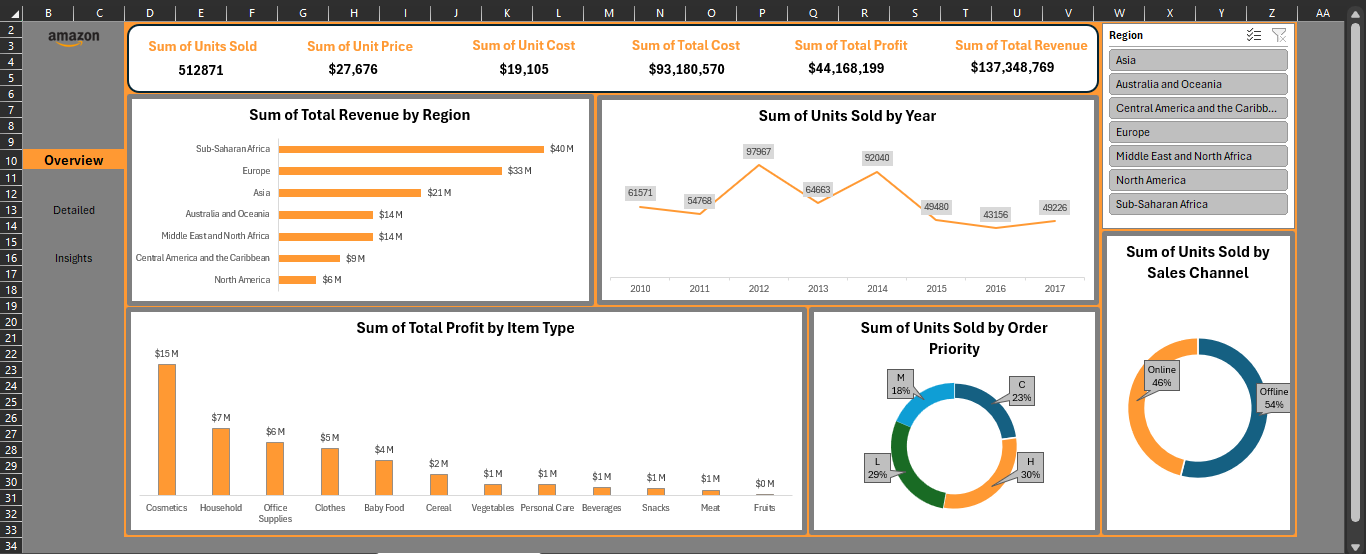 B C D E F G H I J K L M N O P Q R S T U V W X Y Z AA
2
3
4
5
6
7
8
9
10
11
12
13
14
15
16
17
18
19
20
21
22
23
24
25
26
27
28
29
30
31
32
33
34
amazon
Overview
Detailed
Insights
Sum of Units Sold
512871
Sum of Unit Price
$27,676
Sum of Unit Cost
$19,105
Sum of Total Cost
$93,180,570
Sum of Total Profit
$44,168,199
Sum of Total Revenue
$137,348,769
Region
Asia
Australia and Oceania
Central America and the Caribb...
Europe
Middle East and North Africa
North America
Sub-Saharan Africa
Sum of Total Revenue by Region
Sub-Saharan Africa $40 M
Europe $33 M
Asia $21 M
Australia and Oceania $14 M
Middle East and North Africa $14 M
Central America and the Caribbean $9 M
North America $6 M
Sum of Units Sold by Year
61571 54768 97967 64663 92040 49480 43156 49226
2010 2011 2012 2013 2014 2015 2016 2017
Sum of Units Sold by
Sales Channel
Online
46%
Offline
54%
Sum of Total Profit by Item Type
$15 M $7 M $6 M $5 M $4 M $2 M $1 M $1 M $1 M $1 M $1 M $0 M
Cosmetics Household Office Clothes Baby Food Cereal Vegetables Personal Care Beverages Snacks Meat Fruits
Supplies
Sum of Units Sold by Order
Priority
M
18%
C
23%
L
29%
H
30%